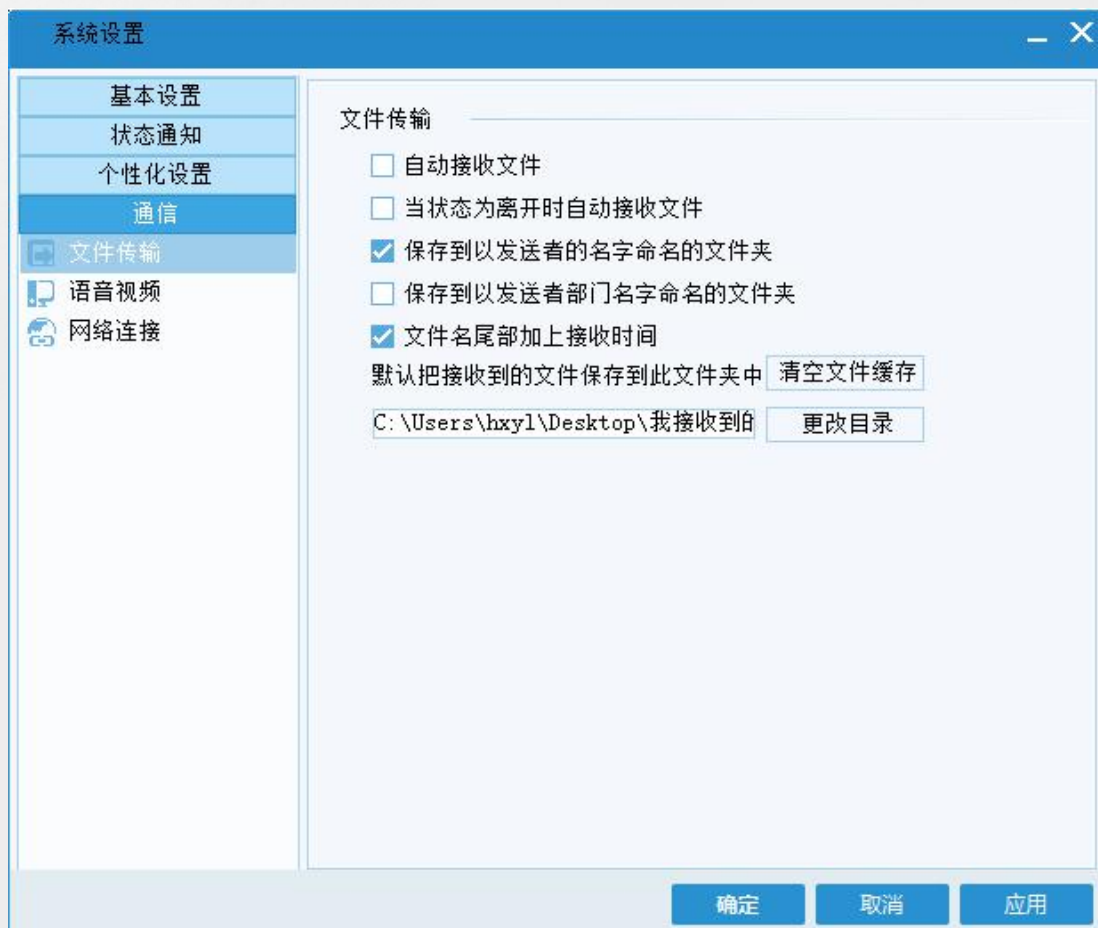 系统设置
基本设置
状态通知
个性化设置
通信
文件传输
语音视频
网络连接
文件传输
自动接收文件
当状态为离开时自动接收文件
保存到以发送者的名字命名的文件夹
保存到以发送者部门名字命名的文件夹
文件名尾部加上接收时间
默认把接收到的文件保存到此文件夹中 清空文件缓存
C:\Users\hxyl\Desktop\我接收到的 更改目录
确定 取消 应用